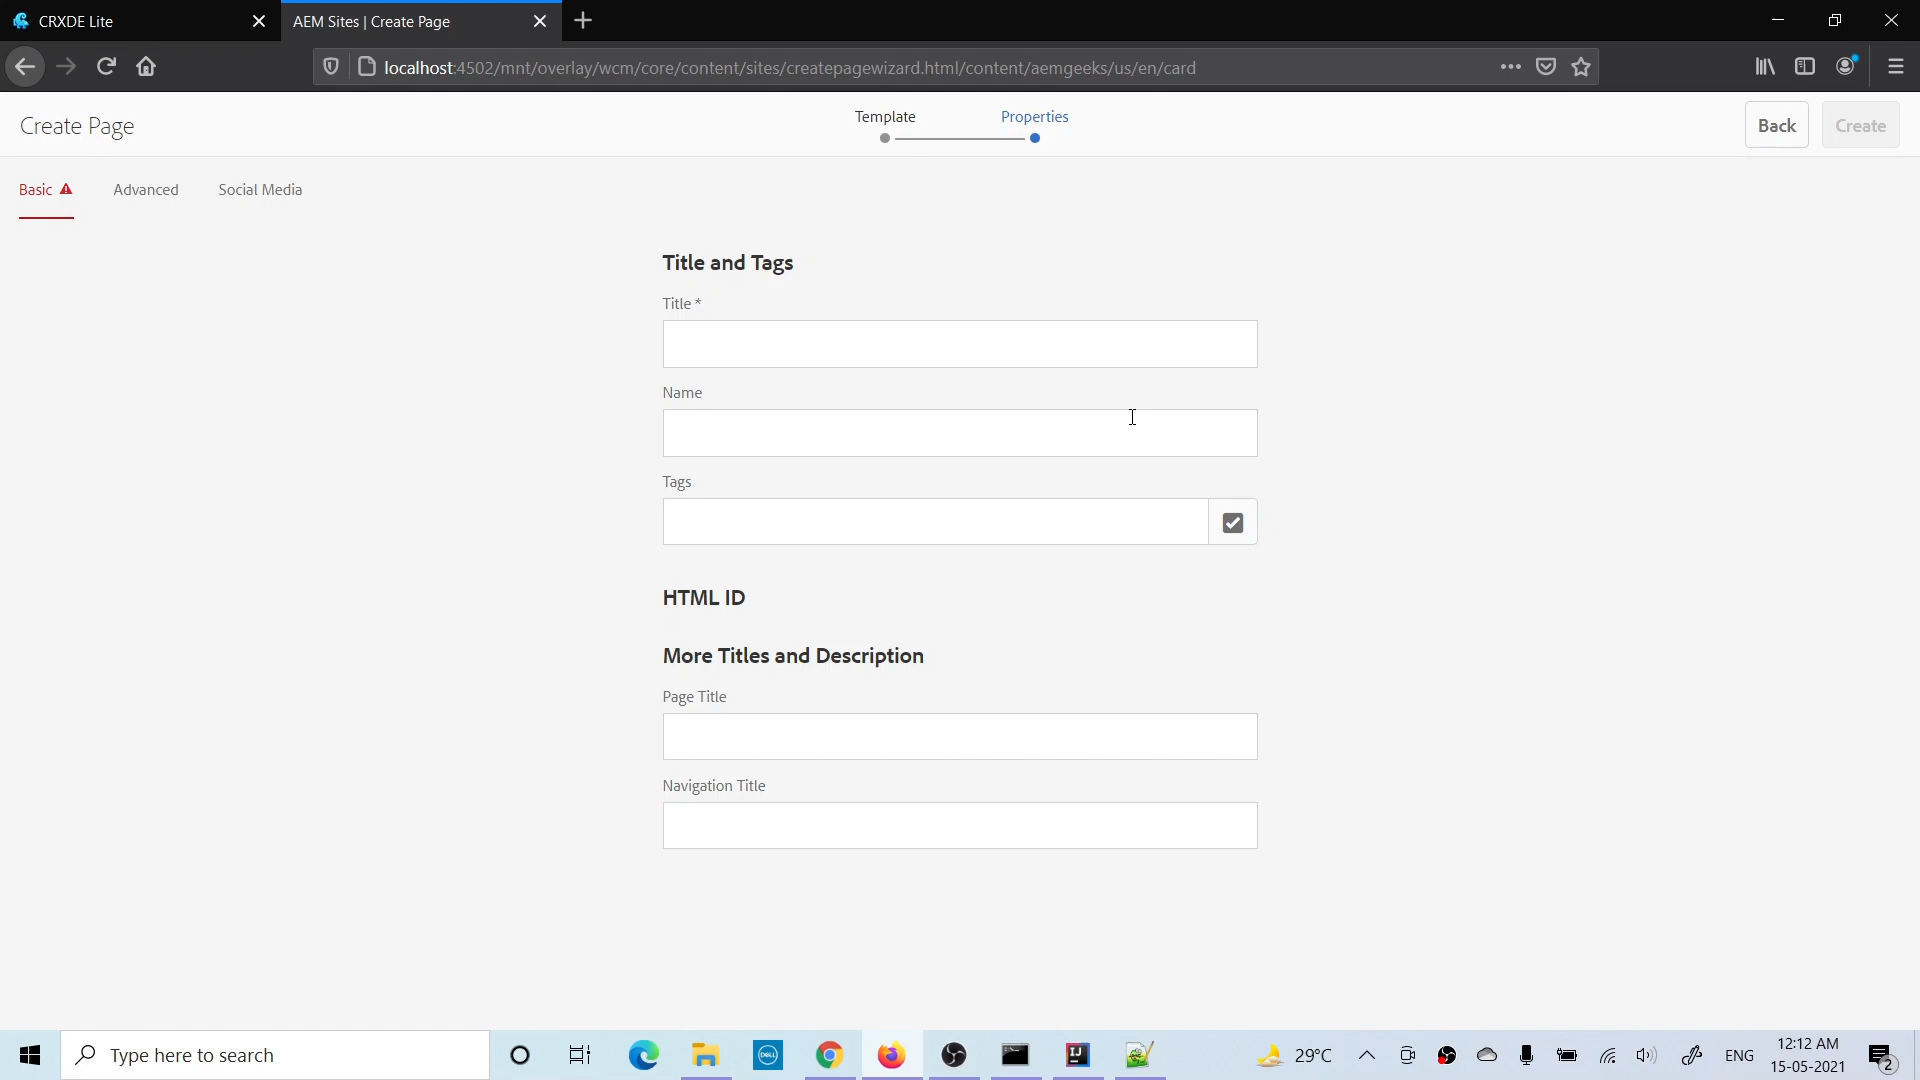 CRXDE Lite
AEM Sites | Create Page
localhost:4502/mnt/overlay/wcm/core/content/sites/createpagewizard.html/content/aemgeeks/us/en/card
Create Page
Template
Properties
Back
Create
Basic
Advanced
Social Media
Title and Tags
Title *
Name
Tags
HTML ID
More Titles and Description
Page Title
Navigation Title
Type here to search
DELL
IJ
29°C
ENG
12:12 AM
15-05-2021
2